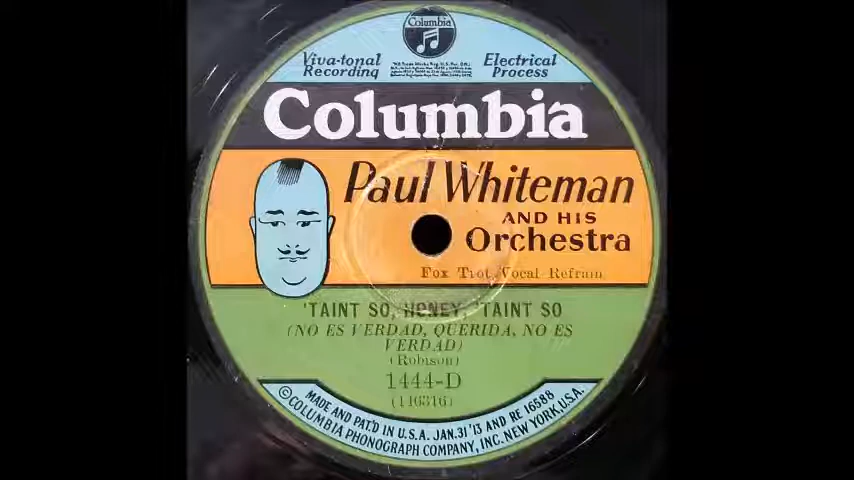 Columbia
Viva-tonal
Recording
Electrical
Process
Columbia
Paul Whiteman
AND HIS
Orchestra
Fox Trot, Vocal Refrain
'TAINT SO, HONEY, 'TAINT SO
(NO ES VERDAD, QUERIDA, NO ES
VERDAD)
(Robison)
1444-D
(146316)
MADE AND PAT'D IN U.S.A. JAN. 31 '13 AND RE 16588
©COLUMBIA PHONOGRAPH COMPANY, INC. NEW YORK, U.S.A.